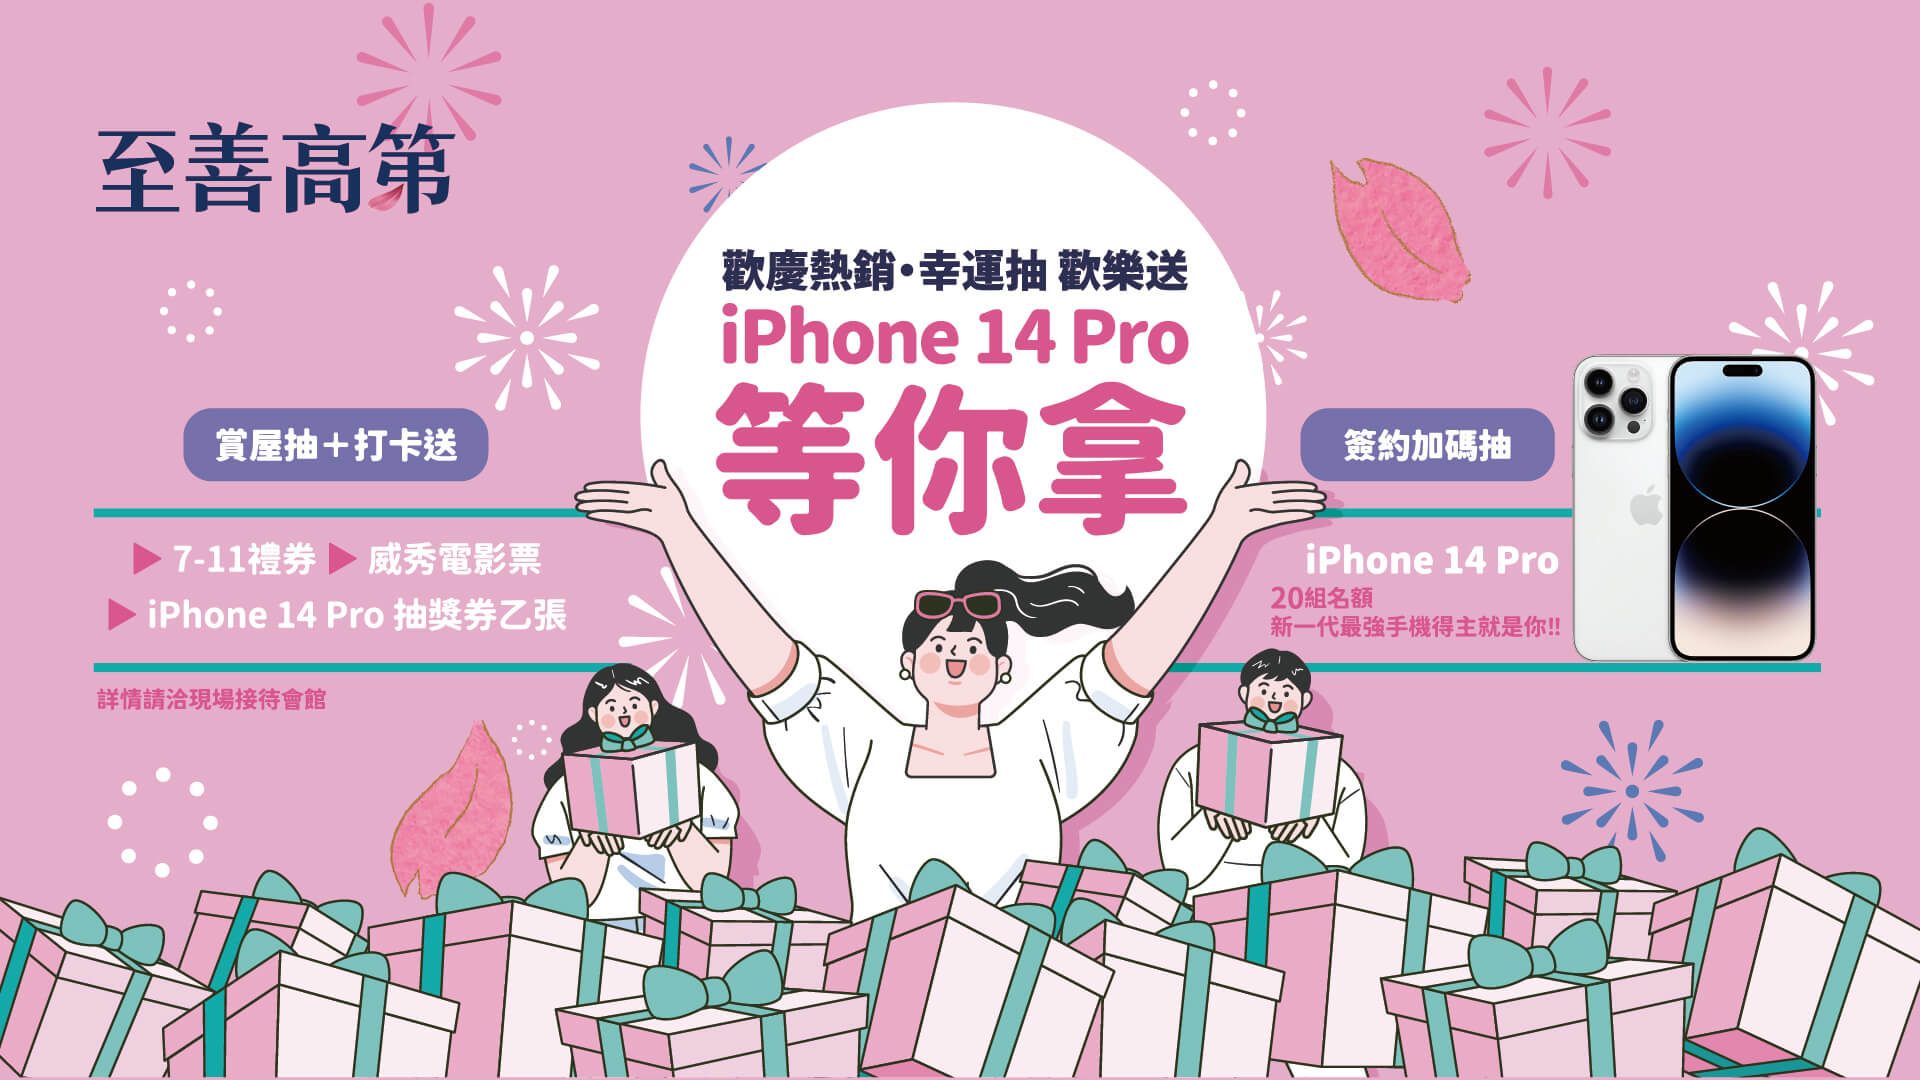 至善高第
歡慶熱銷•幸運抽 歡樂送
iPhone 14 Pro
等你拿
賞屋抽＋打卡送
▶ 7-11禮券 ▶ 威秀電影票
▶ iPhone 14 Pro 抽獎券乙張
詳情請洽現場接待會館
簽約加碼抽
iPhone 14 Pro
20組名額
新一代最強手機得主就是你!!